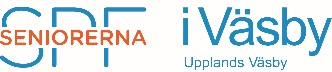 SPF
SENIORERNA
i Väsby
Upplands Väsby